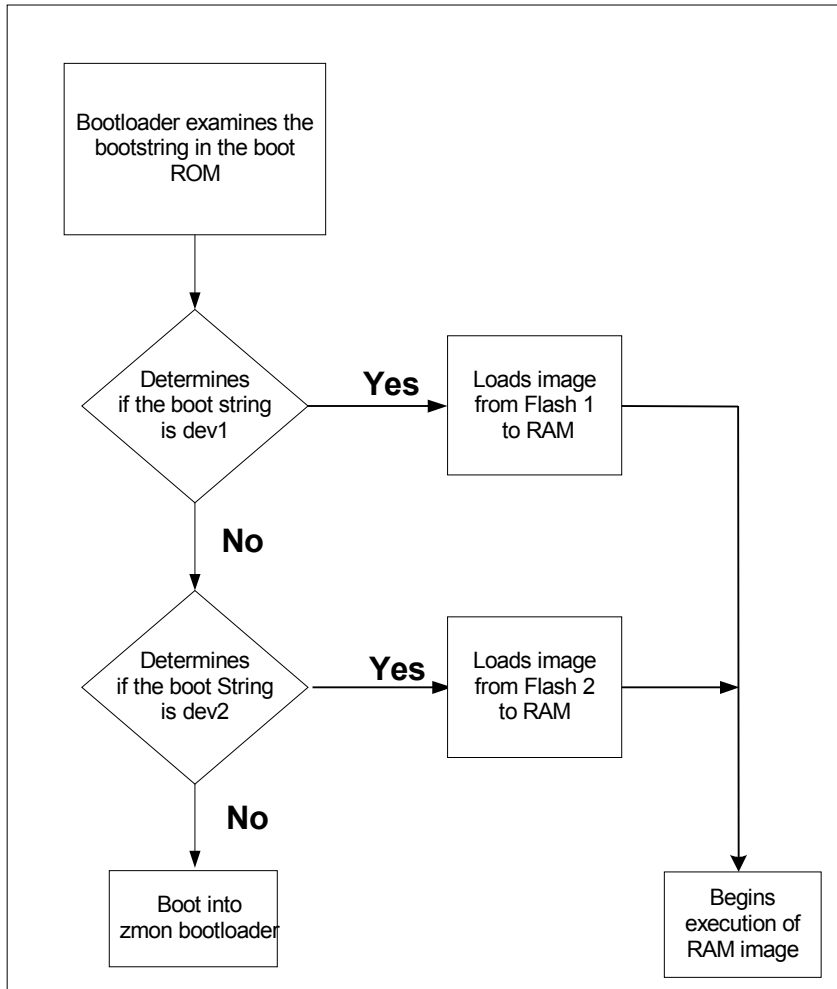 Bootloader examines the
bootstring in the boot
ROM
Determines
if the boot string
is dev1
Yes
Loads image
from Flash 1
to RAM
No
Determines
if the boot String
is dev2
Yes
Loads image
from Flash 2
to RAM
No
Boot into
zmon bootloader
Begins
execution of
RAM image